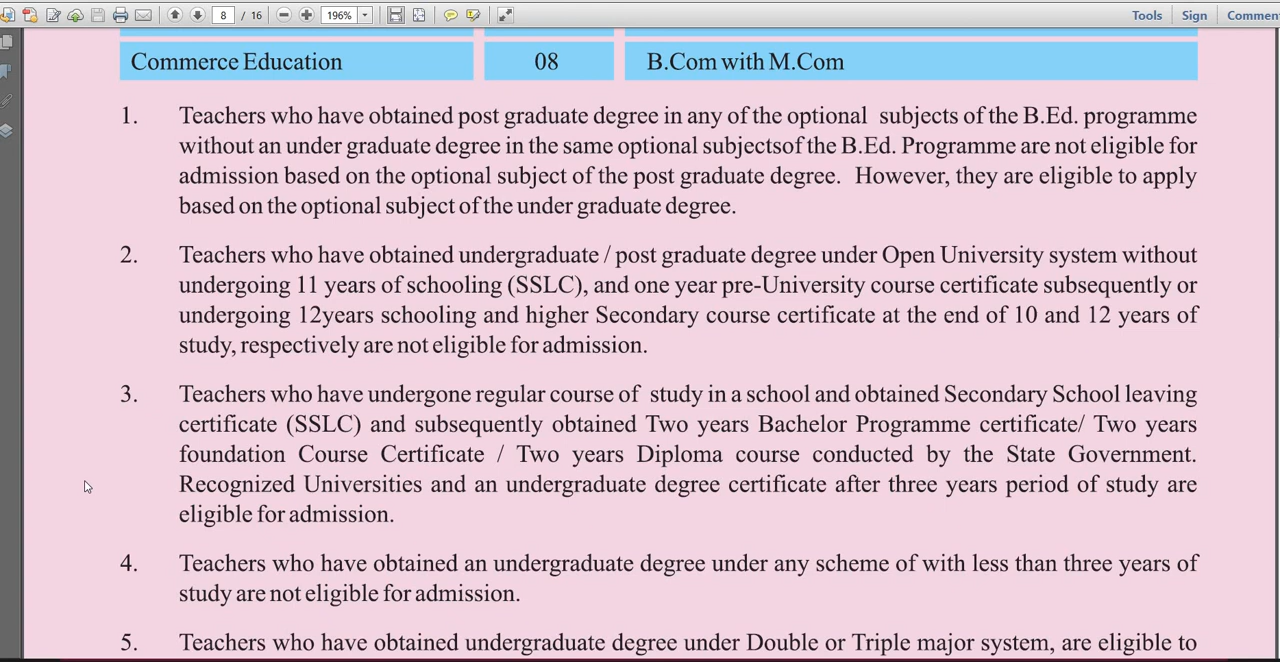 8 / 16 196% Tools Sign Commen
Commerce Education 08 B.Com with M.Com
1. Teachers who have obtained post graduate degree in any of the optional subjects of the B.Ed. programme
without an under graduate degree in the same optional subjectsof the B.Ed. Programme are not eligible for
admission based on the optional subject of the post graduate degree. However, they are eligible to apply
based on the optional subject of the under graduate degree.
2. Teachers who have obtained undergraduate / post graduate degree under Open University system without
undergoing 11 years of schooling (SSLC), and one year pre-University course certificate subsequently or
undergoing 12years schooling and higher Secondary course certificate at the end of 10 and 12 years of
study, respectively are not eligible for admission.
3. Teachers who have undergone regular course of study in a school and obtained Secondary School leaving
certificate (SSLC) and subsequently obtained Two years Bachelor Programme certificate/ Two years
foundation Course Certificate / Two years Diploma course conducted by the State Government.
Recognized Universities and an undergraduate degree certificate after three years period of study are
eligible for admission.
4. Teachers who have obtained an undergraduate degree under any scheme of with less than three years of
study are not eligible for admission.
5. Teachers who have obtained undergraduate degree under Double or Triple major system, are eligible to